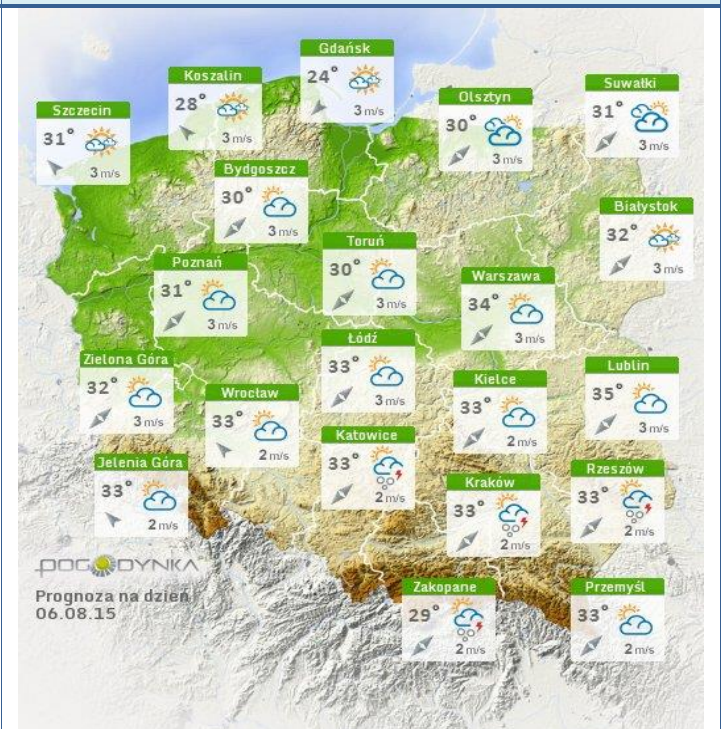 Gdańsk
24°
3 m/s
Koszalin
28°
3 m/s
Suwałki
31°
3 m/s
Olsztyn
30°
3 m/s
Szczecin
31°
3 m/s
Bydgoszcz
30°
3 m/s
Białystok
32°
3 m/s
Toruń
30°
3 m/s
Poznań
31°
3 m/s
Warszawa
34°
3 m/s
Łódź
33°
3 m/s
Zielona Góra
32°
3 m/s
Lublin
35°
3 m/s
Kielce
33°
2 m/s
Wrocław
33°
2 m/s
Katowice
33°
2 m/s
Jelenia Góra
33°
2 m/s
Rzeszów
33°
2 m/s
Kraków
33°
2 m/s
POGODYNKA
Prognoza na dzień
06.08.15
Zakopane
29°
2 m/s
Przemyśl
33°
2 m/s